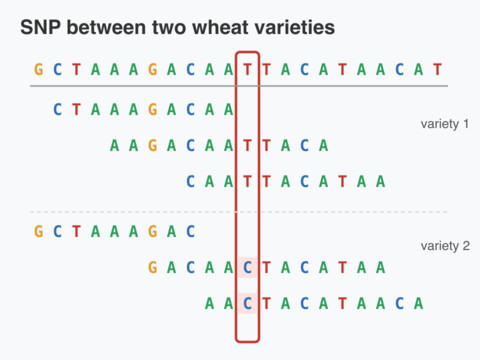 SNP between two wheat varieties
G C T A A A G A C A A T T A C A T A A C A T
C T A A A G A C A A
variety 1
A A G A C A A T T A C A
C A A T T A C A T A A
G C T A A A G A C
variety 2
G A C A A C T A C A T A A
A A C T A C A T A A C A